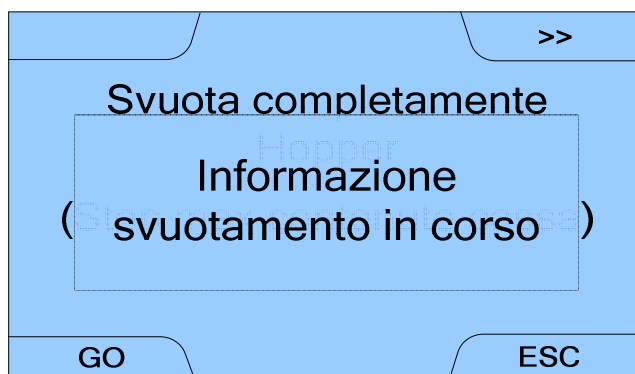 >>
Svuota completamente
Hopper
Informazione
(
)
svuotamento in corso
GO
ESC